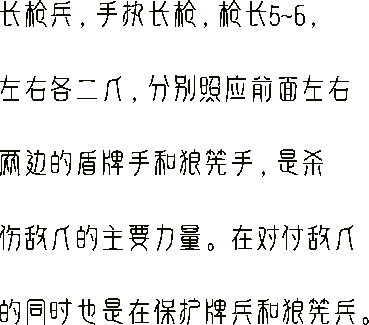 长枪兵，手执长枪，枪长5~6，
左右各二人，分别照应前面左右
两边的盾牌手和狼筅手，是杀
伤敌人的主要力量。在对付敌人
的同时也是在保护牌兵和狼筅兵。